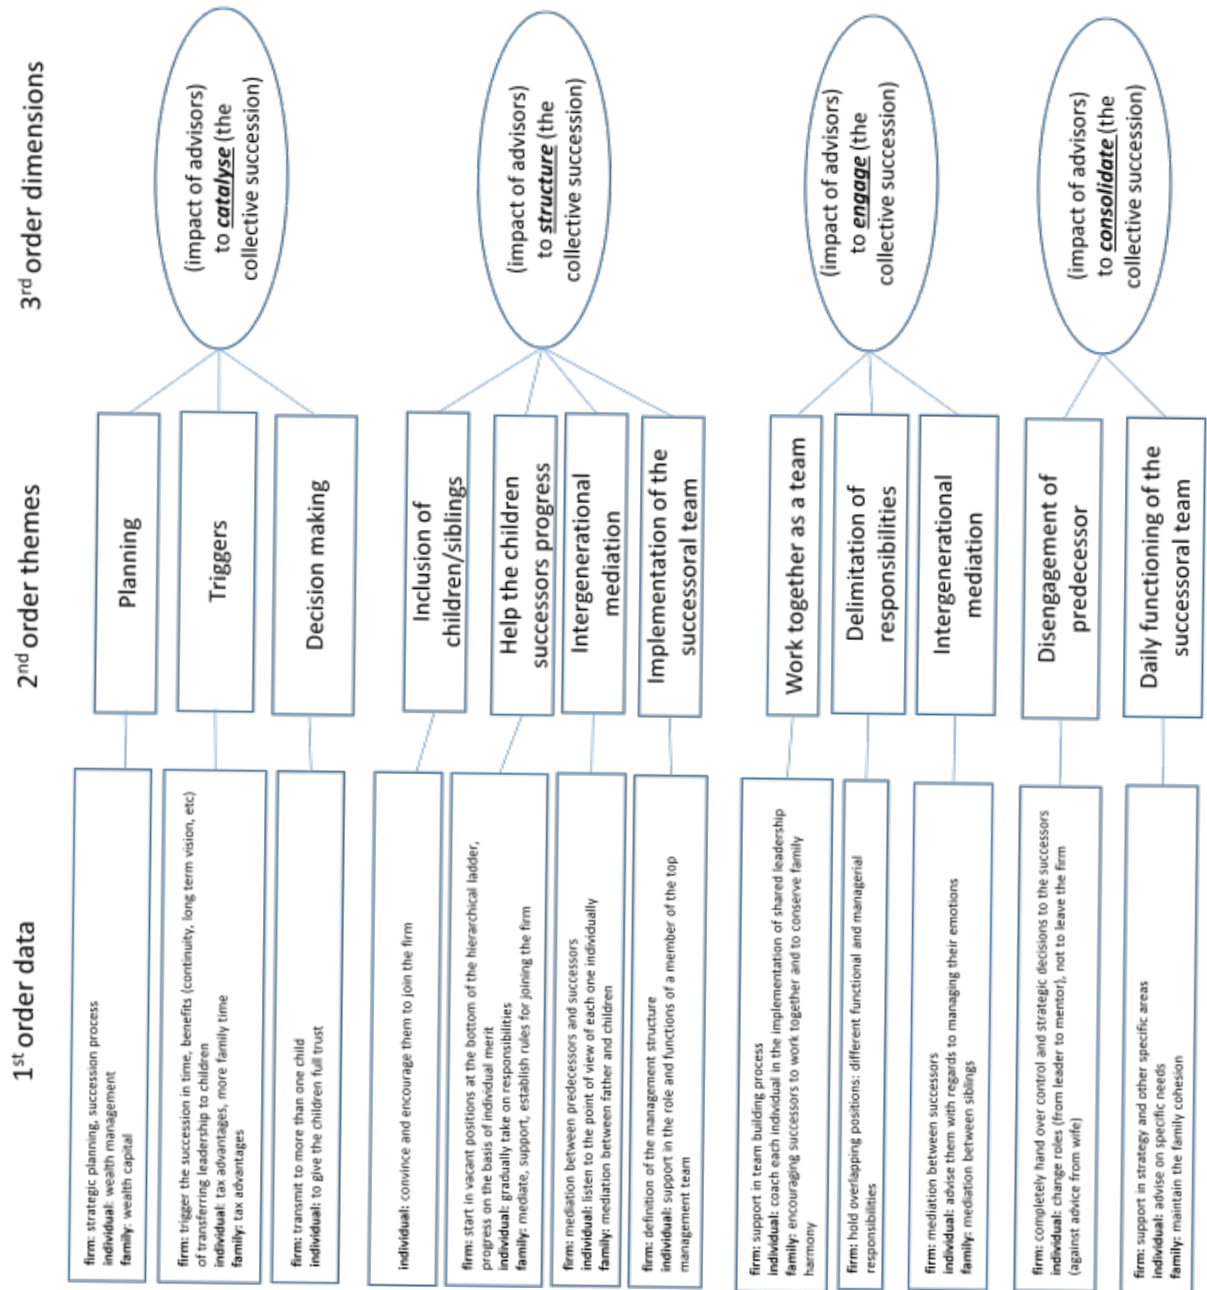 1st order data
2nd order themes
3rd order dimensions
firm: strategic planning, succession process
individual: wealth management
family: wealth capital
Planning
firm: trigger the succession in time, benefits (continuity, long term vision, etc)
of transferring leadership to children
individual: tax advantages, more family time
family: tax advantages
Triggers
firm: transmit to more than one child
individual: to give the children full trust
Decision making
(impact of advisors)
to catalyse (the
collective succession)
individual: convince and encourage them to join the firm
Inclusion of
children/siblings
firm: start in vacant positions at the bottom of the hierarchical ladder,
progress on the basis of individual merit
individual: gradually take on responsibilities
family: mediate, support, establish rules for joining the firm
Help the children
successors progress
firm: mediation between predecessors and successors
individual: listen to the point of view of each one individually
family: mediation between father and children
Intergenerational
mediation
firm: definition of the management structure
individual: support in the role and functions of a member of the top
management team
Implementation of the
successoral team
(impact of advisors)
to structure (the
collective succession)
firm: support in team building process
individual: coach each individual in the implementation of shared leadership
family: encouraging successors to work together and to conserve family
harmony
Work together as a team
firm: hold overlapping positions: different functional and managerial
responsibilities
Delimitation of
responsibilities
firm: mediation between successors
individual: advise them with regards to managing their emotions
family: mediation between siblings
Intergenerational
mediation
(impact of advisors)
to engage (the
collective succession)
firm: completely hand over control and strategic decisions to the successors
individual: change roles (from leader to mentor), not to leave the firm
(against advice from wife)
Disengagement of
predecessor
firm: support in strategy and other specific areas
individual: advise on specific needs
family: maintain the family cohesion
Daily functioning of the
successoral team
(impact of advisors)
to consolidate (the
collective succession)